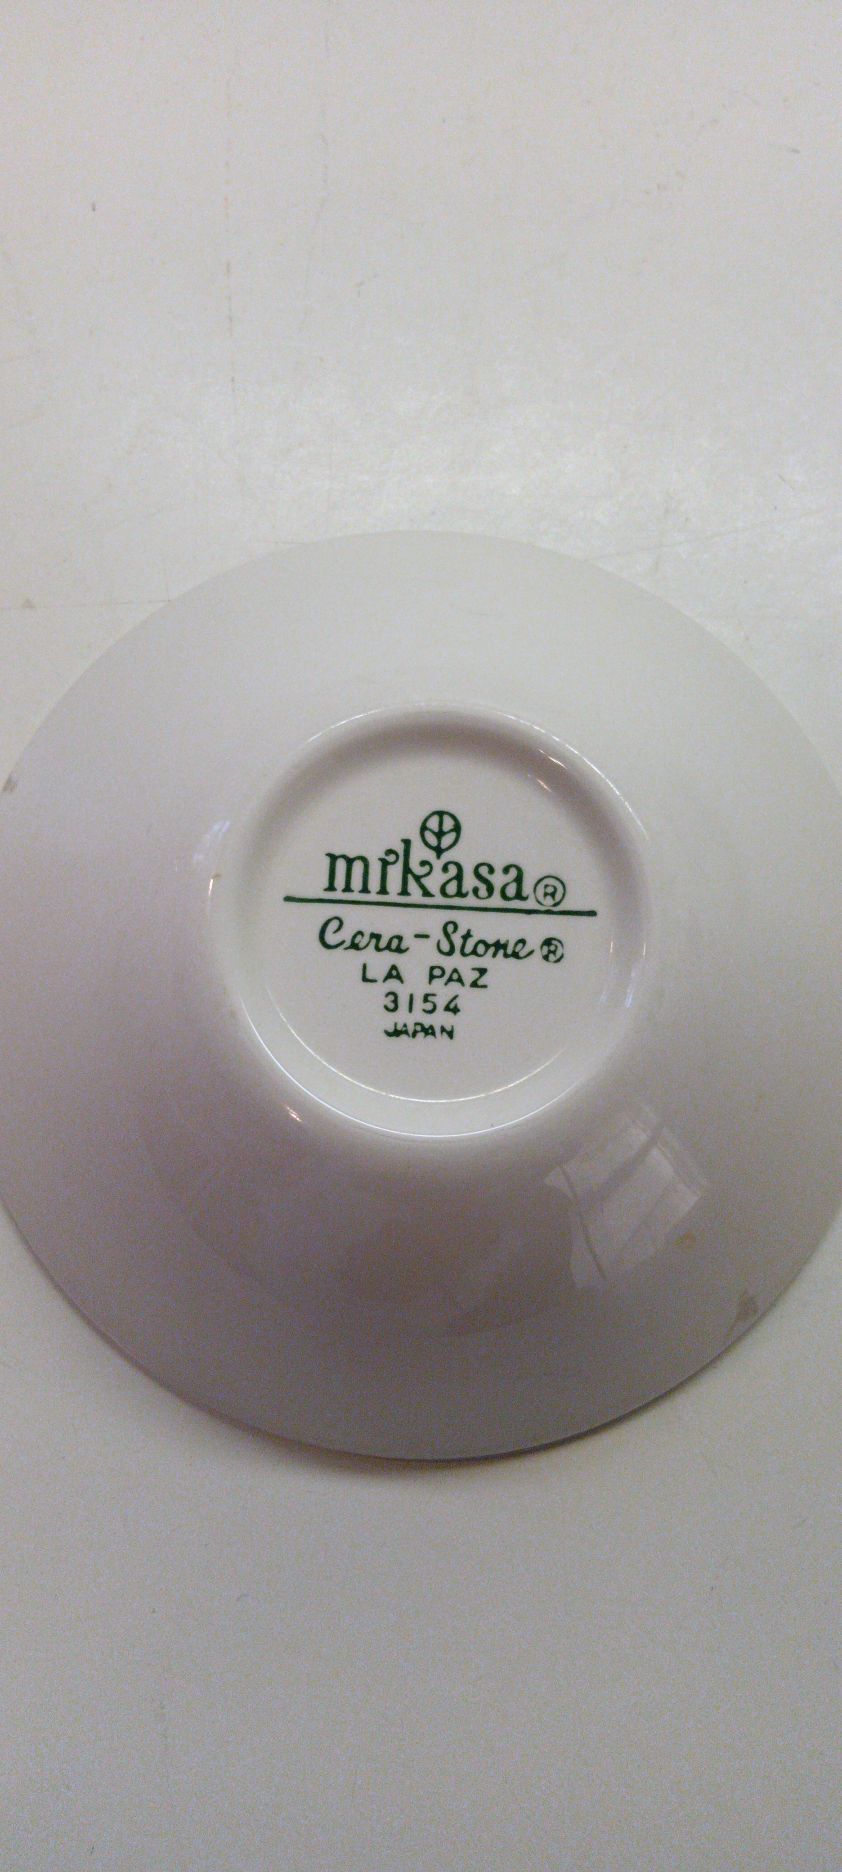 mikasa®
Cera-Stone®
LA PAZ
3154
JAPAN